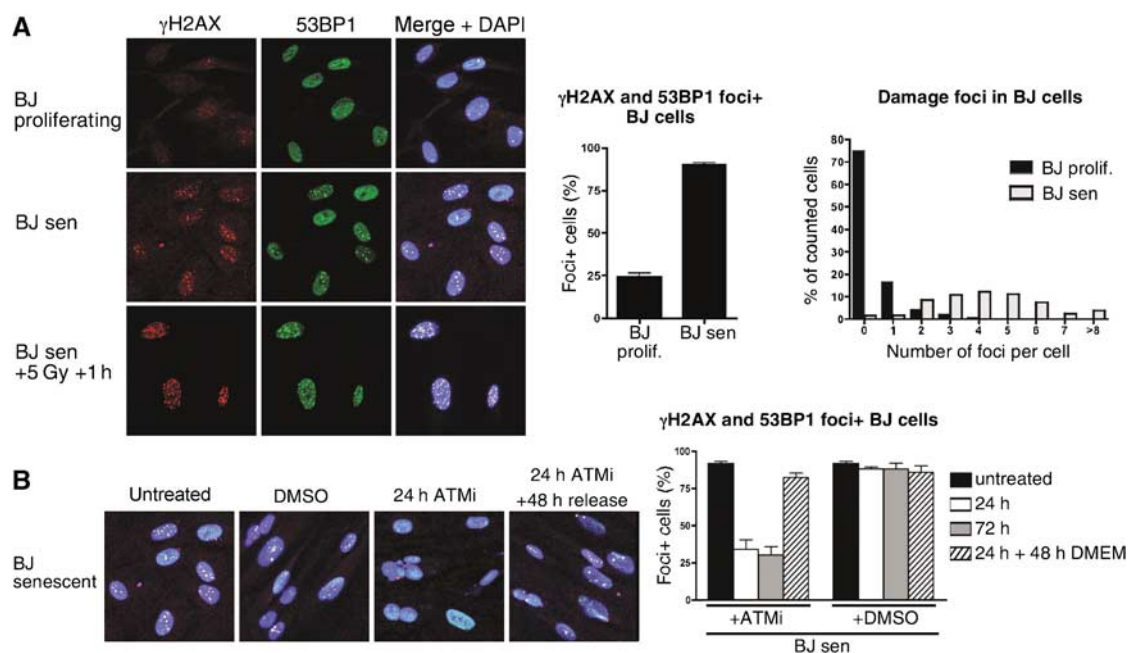 A
γH2AX
53BP1
Merge + DAPI
BJ
proliferating
BJ sen
BJ sen
+5 Gy +1 h
γH2AX and 53BP1 foci+
BJ cells
Foci+ cells (%)
100
75
50
25
0
BJ
prolif.
BJ sen
Damage foci in BJ cells
% of counted cells
80
70
60
50
40
30
20
10
0
BJ prolif.
BJ sen
0 1 2 3 4 5 6 7 >8
Number of foci per cell
B
Untreated
DMSO
24 h ATMi
24 h ATMi
+48 h release
BJ
senescent
γH2AX and 53BP1 foci+ BJ cells
Foci+ cells (%)
100
75
50
25
0
untreated
24 h
72 h
24 h + 48 h DMEM
+ATMi
+DMSO
BJ sen